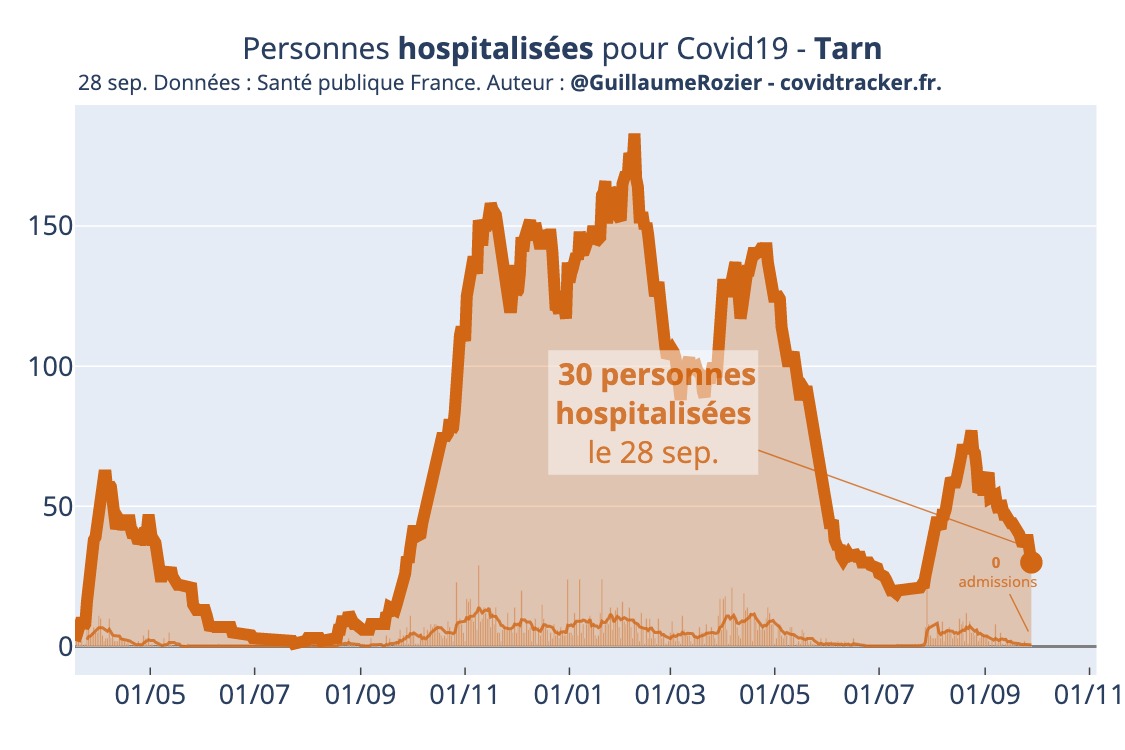 Personnes hospitalisées pour Covid19 - Tarn
28 sep. Données : Santé publique France. Auteur : @GuillaumeRozier - covidtracker.fr.
150
100
50
0
30 personnes
hospitalisées
le 28 sep.
0
admissions
01/05 01/07 01/09 01/11 01/01 01/03 01/05 01/07 01/09 01/11